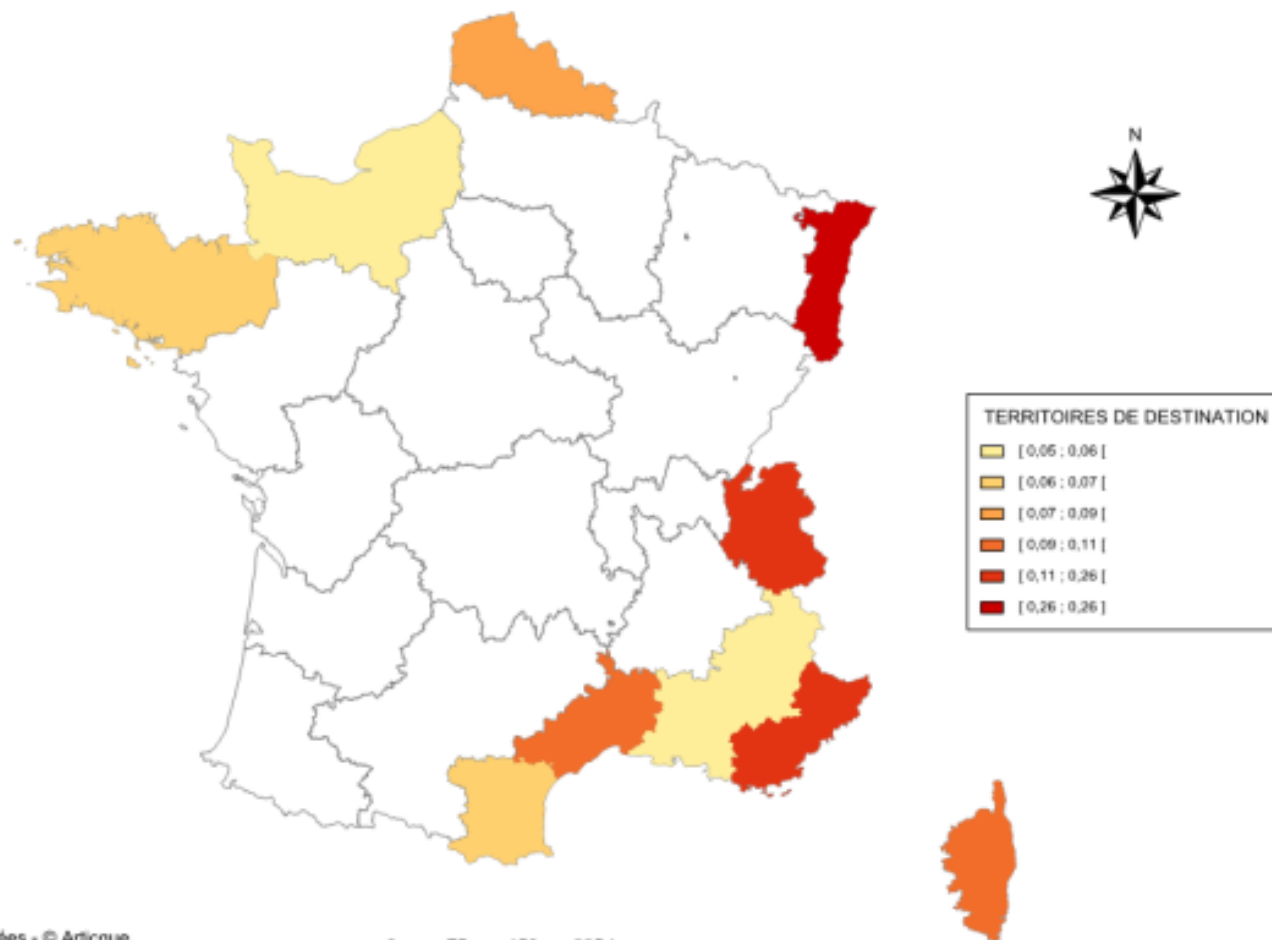 N
TERRITOIRES DE DESTINATION
[ 0,05 ; 0,06 [
[ 0,06 ; 0,07 [
[ 0,07 ; 0,09 [
[ 0,09 ; 0,11 [
[ 0,11 ; 0,26 [
[ 0,26 ; 0,26 ]
© Articque